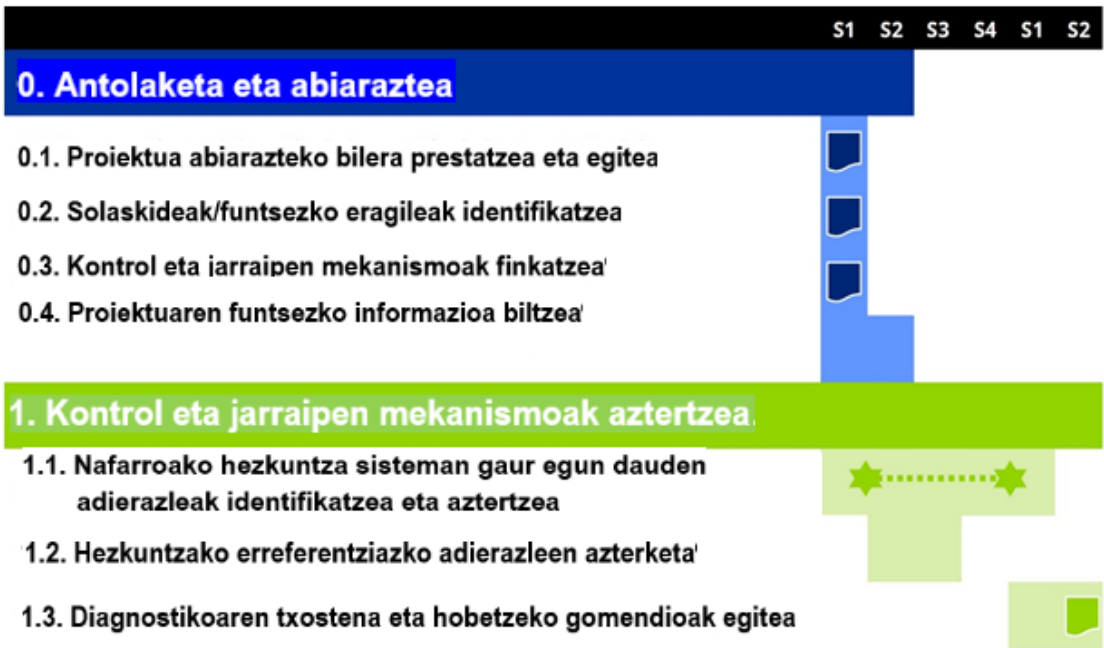 S1 S2 S3 S4 S1 S2
0. Antolaketa eta abiaraztea
0.1. Proiektua abiarazteko bilera prestatzea eta egitea
0.2. Solaskideak/funtsezko eragileak identifikatzea
0.3. Kontrol eta jarraipen mekanismoak finkatzea
0.4. Proiektuaren funtsezko informazioa biltzea
1. Kontrol eta jarraipen mekanismoak aztertzea.
1.1. Nafarroako hezkuntza sisteman gaur egun dauden
adierazleak identifikatzea eta aztertzea
1.2. Hezkuntzako erreferentziazko adierazleen azterketa
1.3. Diagnostikoaren txostena eta hobetzeko gomendioak egitea